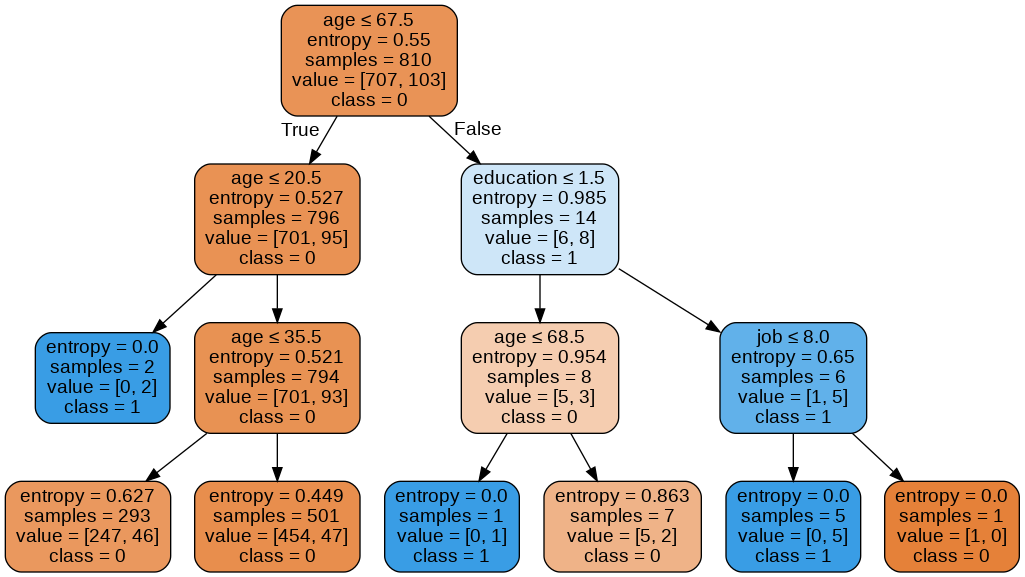 age ≤ 67.5
entropy = 0.55
samples = 810
value = [707, 103]
class = 0
True
False
age ≤ 20.5
entropy = 0.527
samples = 796
value = [701, 95]
class = 0
education ≤ 1.5
entropy = 0.985
samples = 14
value = [6, 8]
class = 1
entropy = 0.0
samples = 2
value = [0, 2]
class = 1
age ≤ 35.5
entropy = 0.521
samples = 794
value = [701, 93]
class = 0
age ≤ 68.5
entropy = 0.954
samples = 8
value = [5, 3]
class = 0
job ≤ 8.0
entropy = 0.65
samples = 6
value = [1, 5]
class = 1
entropy = 0.627
samples = 293
value = [247, 46]
class = 0
entropy = 0.449
samples = 501
value = [454, 47]
class = 0
entropy = 0.0
samples = 1
value = [0, 1]
class = 1
entropy = 0.863
samples = 7
value = [5, 2]
class = 0
entropy = 0.0
samples = 5
value = [0, 5]
class = 1
entropy = 0.0
samples = 1
value = [1, 0]
class = 0